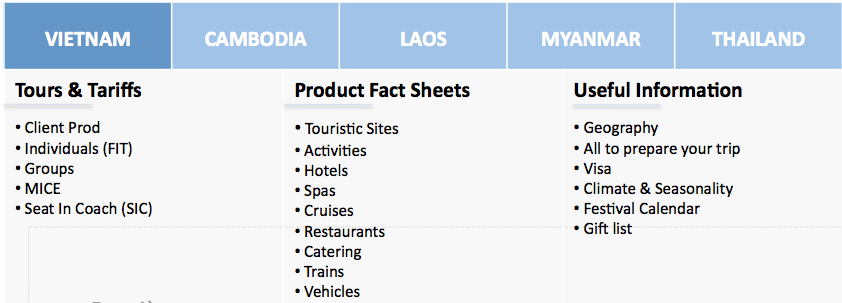 VIETNAM CAMBODIA LAOS MYANMAR THAILAND
Tours & Tariffs
• Client Prod
• Individuals (FIT)
• Groups
• MICE
• Seat In Coach (SIC)
Product Fact Sheets
• Touristic Sites
• Activities
• Hotels
• Spas
• Cruises
• Restaurants
• Catering
• Trains
• Vehicles
Useful Information
• Geography
• All to prepare your trip
• Visa
• Climate & Seasonality
• Festival Calendar
• Gift list